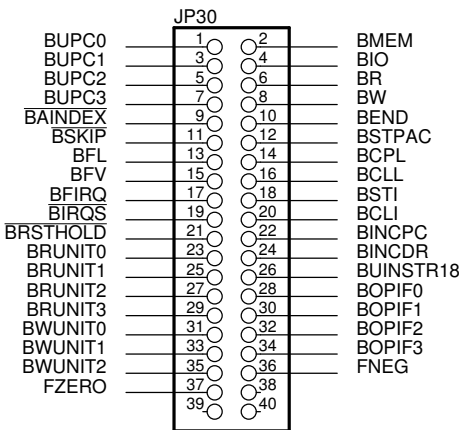 JP30
BUPC0 1 2 BMEM
BUPC1 3 4 BIO
BUPC2 5 6 BR
BUPC3 7 8 BW
BAINDEX 9 10 BEND
BSKIP 11 12 BSTPAC
BFL 13 14 BCPL
BFV 15 16 BCLL
BFIRQ 17 18 BSTI
BIRQS 19 20 BCLI
BRSTHOLD 21 22 BINCPC
BRUNIT0 23 24 BINCDR
BRUNIT1 25 26 BUINSTR18
BRUNIT2 27 28 BOPIF0
BRUNIT3 29 30 BOPIF1
BWUNIT0 31 32 BOPIF2
BWUNIT1 33 34 BOPIF3
BWUNIT2 35 36 FNEG
FZERO 37 38
39 40